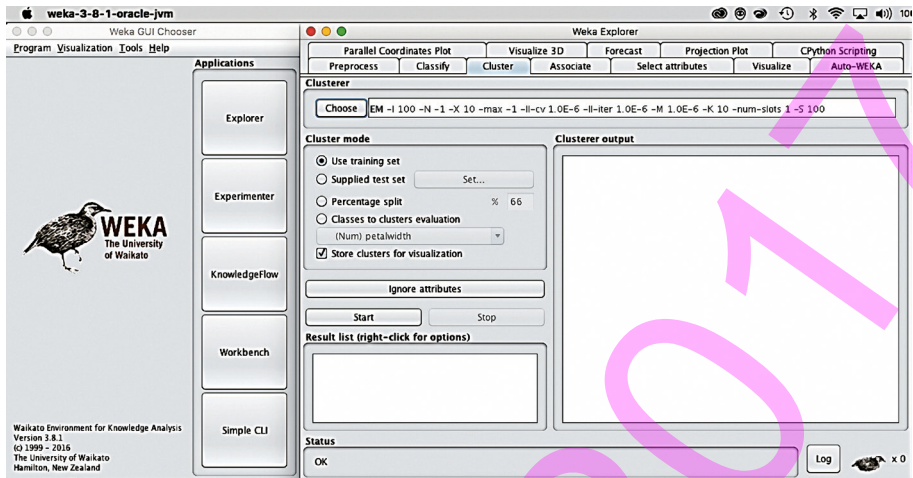 weka-3-8-1-oracle-jvm
Weka GUI Chooser
Program Visualization Tools Help
Applications
Explorer
Experimenter
KnowledgeFlow
Workbench
Simple CLI
WEKA
The University
of Waikato
Waikato Environment for Knowledge Analysis
Version 3.8.1
(c) 1999 - 2016
The University of Waikato
Hamilton, New Zealand
Weka Explorer
Parallel Coordinates Plot Visualize 3D Forecast Projection Plot CPython Scripting
Preprocess Classify Cluster Associate Select attributes Visualize Auto-WEKA
Clusterer
Choose EM -I 100 -N -1 -X 10 -max -1 -ll-cv 1.0E-6 -ll-iter 1.0E-6 -M 1.0E-6 -K 10 -num-slots 1 -S 100
Cluster mode
Use training set
Supplied test set Set...
Percentage split % 66
Classes to clusters evaluation
(Num) petalwidth
Store clusters for visualization
Ignore attributes
Start Stop
Result list (right-click for options)
Clusterer output
Status
OK
Log x 0
2017